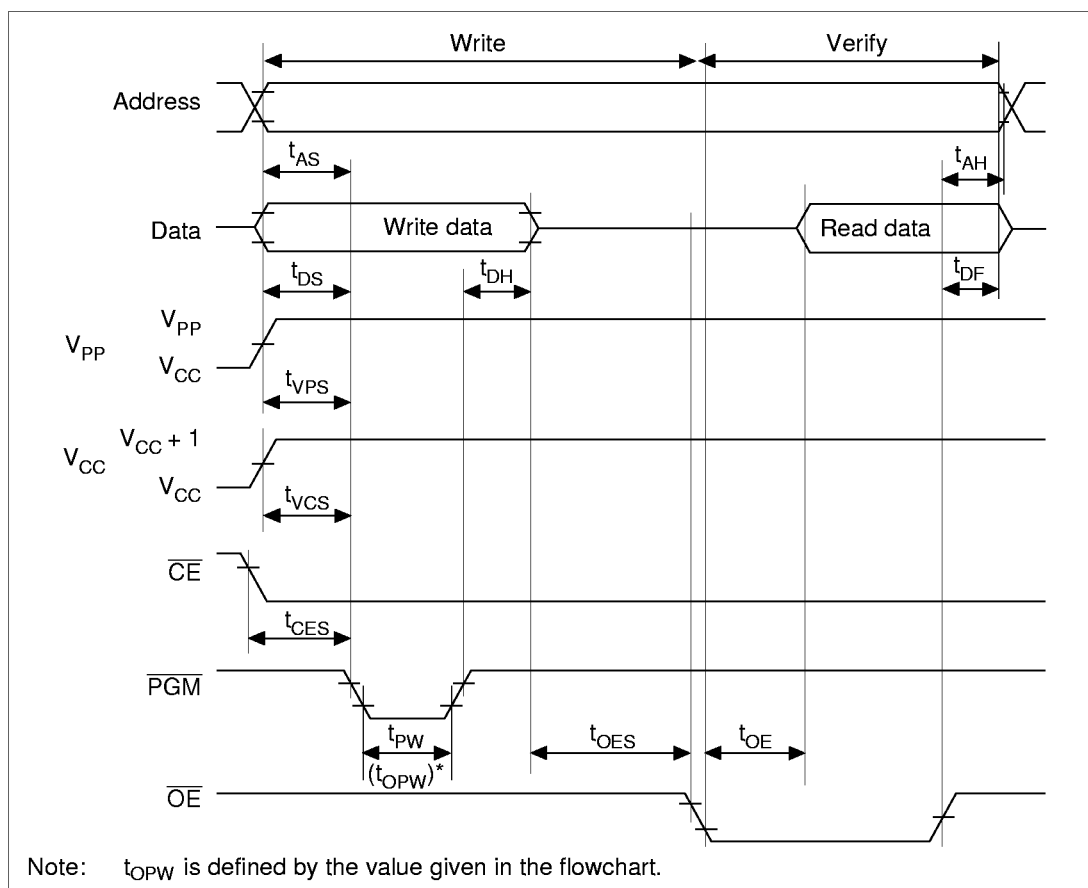 Write Verify
Address
tAS tAH
Data Write data Read data
tDS tDH tDF
VPP VPP
VCC
tVPS
VCC VCC + 1
VCC
tVCS
CE
tCES
PGM
tPW tOES tOE
(tOPW)*
OE
Note: tOPW is defined by the value given in the flowchart.